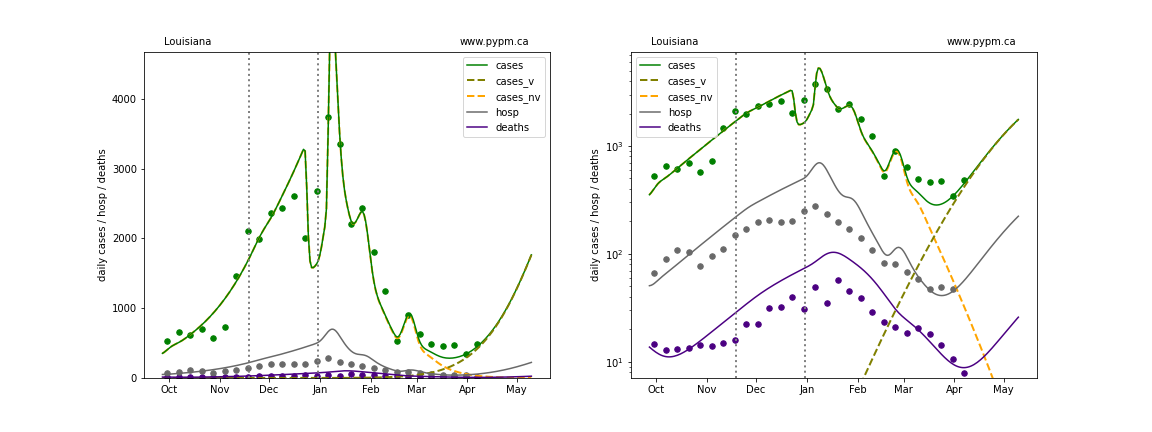 Louisiana www.pypm.ca
daily cases / hosp / deaths
4000
3000
2000
1000
0
cases
cases_v
cases_nv
hosp
deaths
Oct Nov Dec Jan Feb Mar Apr May
Louisiana www.pypm.ca
daily cases / hosp / deaths
10³
10²
10¹
cases
cases_v
cases_nv
hosp
deaths
Oct Nov Dec Jan Feb Mar Apr May